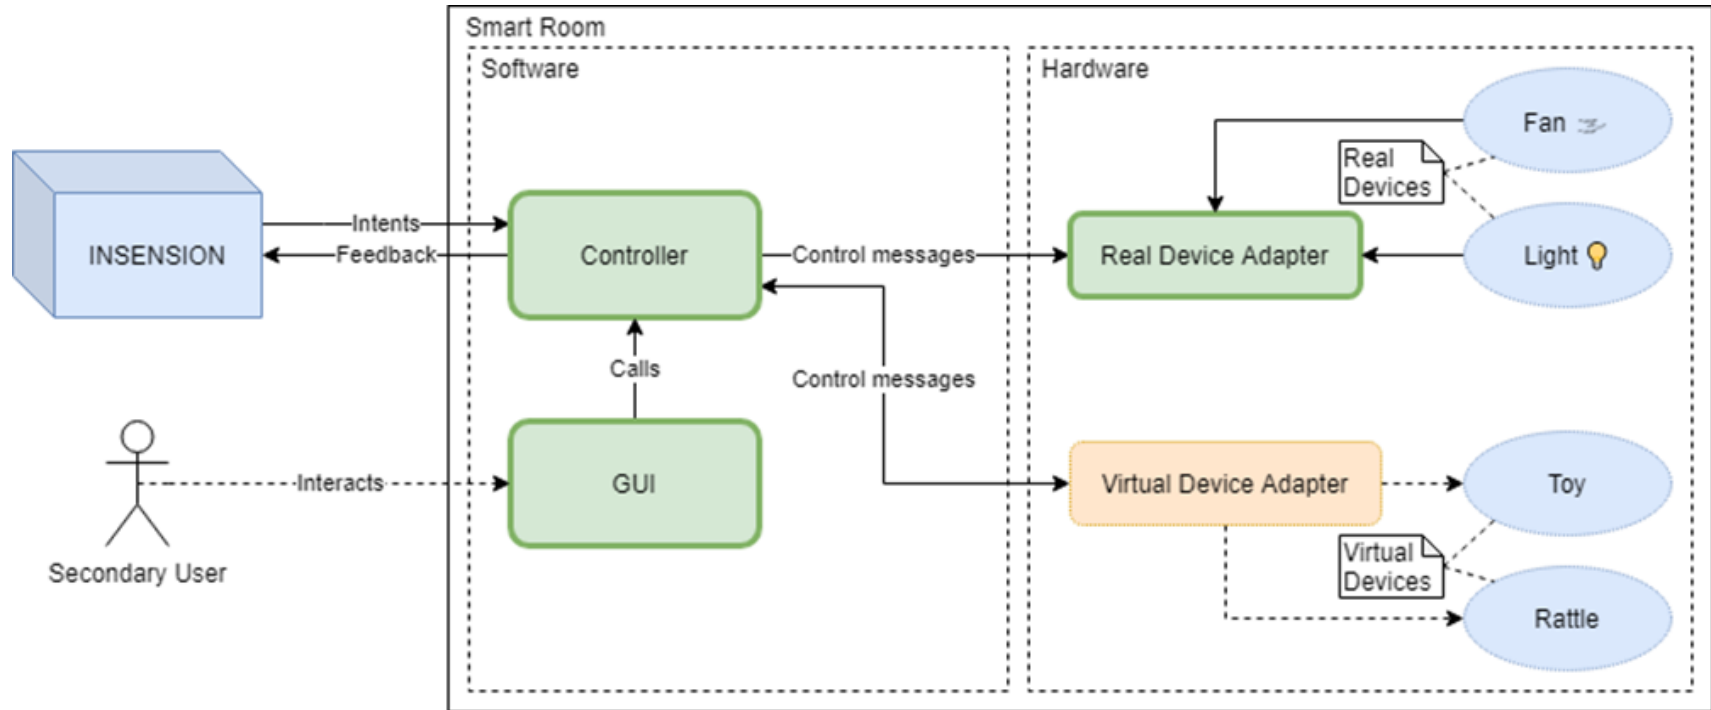 Smart Room
Software
Hardware
Fan
Real
Devices
INSENSION
Intents
Feedback
Controller
Control messages
Real Device Adapter
Light
Calls
Control messages
Secondary User
Interacts
GUI
Virtual Device Adapter
Toy
Virtual
Devices
Rattle